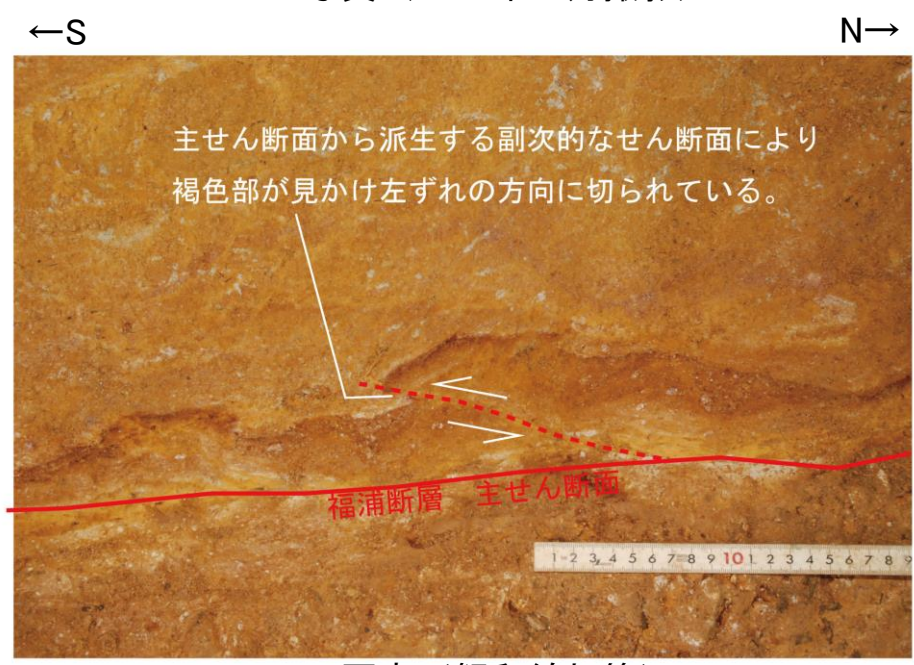 ←S
N→
主せん断面から派生する副次的なせん断面により
褐色部が見かけ左ずれの方向に切られている。
福浦断層 主せん断面
1 2 3 4 5 6 7 8 9 10 1 2 3 4 5 6 7 8 9